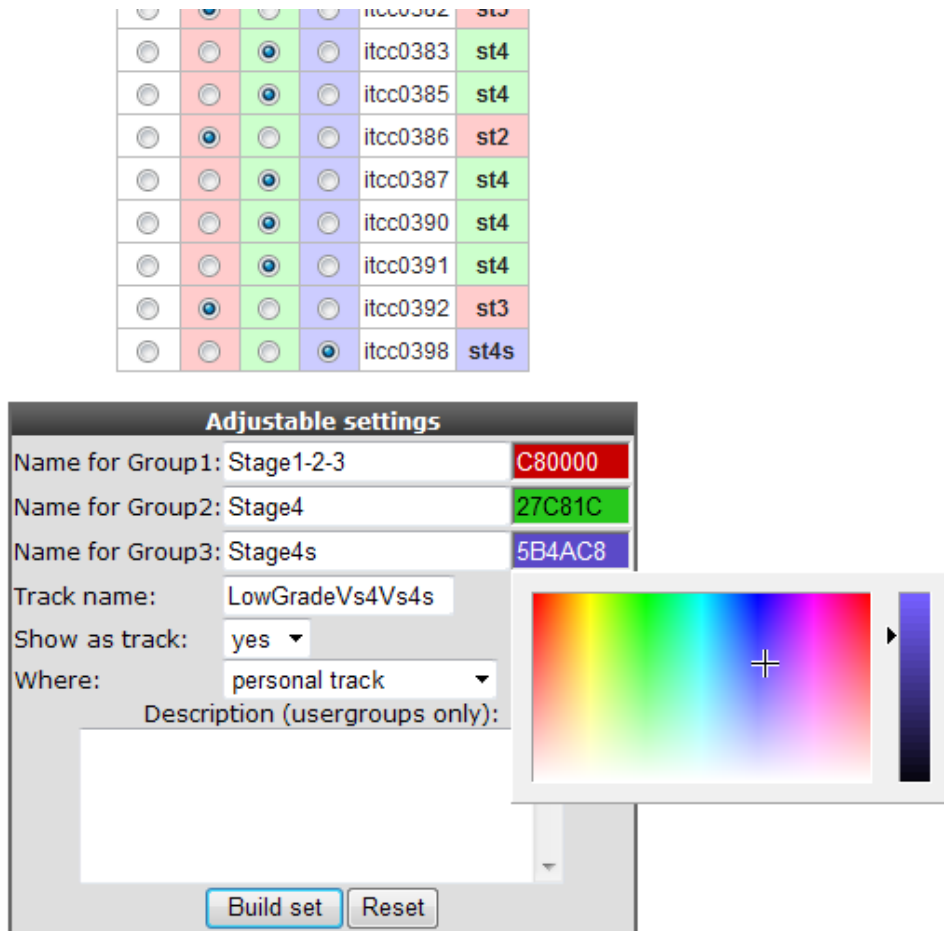 itcc0382 st3
itcc0383 st4
itcc0385 st4
itcc0386 st2
itcc0387 st4
itcc0390 st4
itcc0391 st4
itcc0392 st3
itcc0398 st4s
Adjustable settings
Name for Group1: Stage1-2-3 C80000
Name for Group2: Stage4 27C81C
Name for Group3: Stage4s 5B4AC8
Track name: LowGradeVs4Vs4s
Show as track: yes
Where: personal track
Description (usergroups only):
Build set Reset